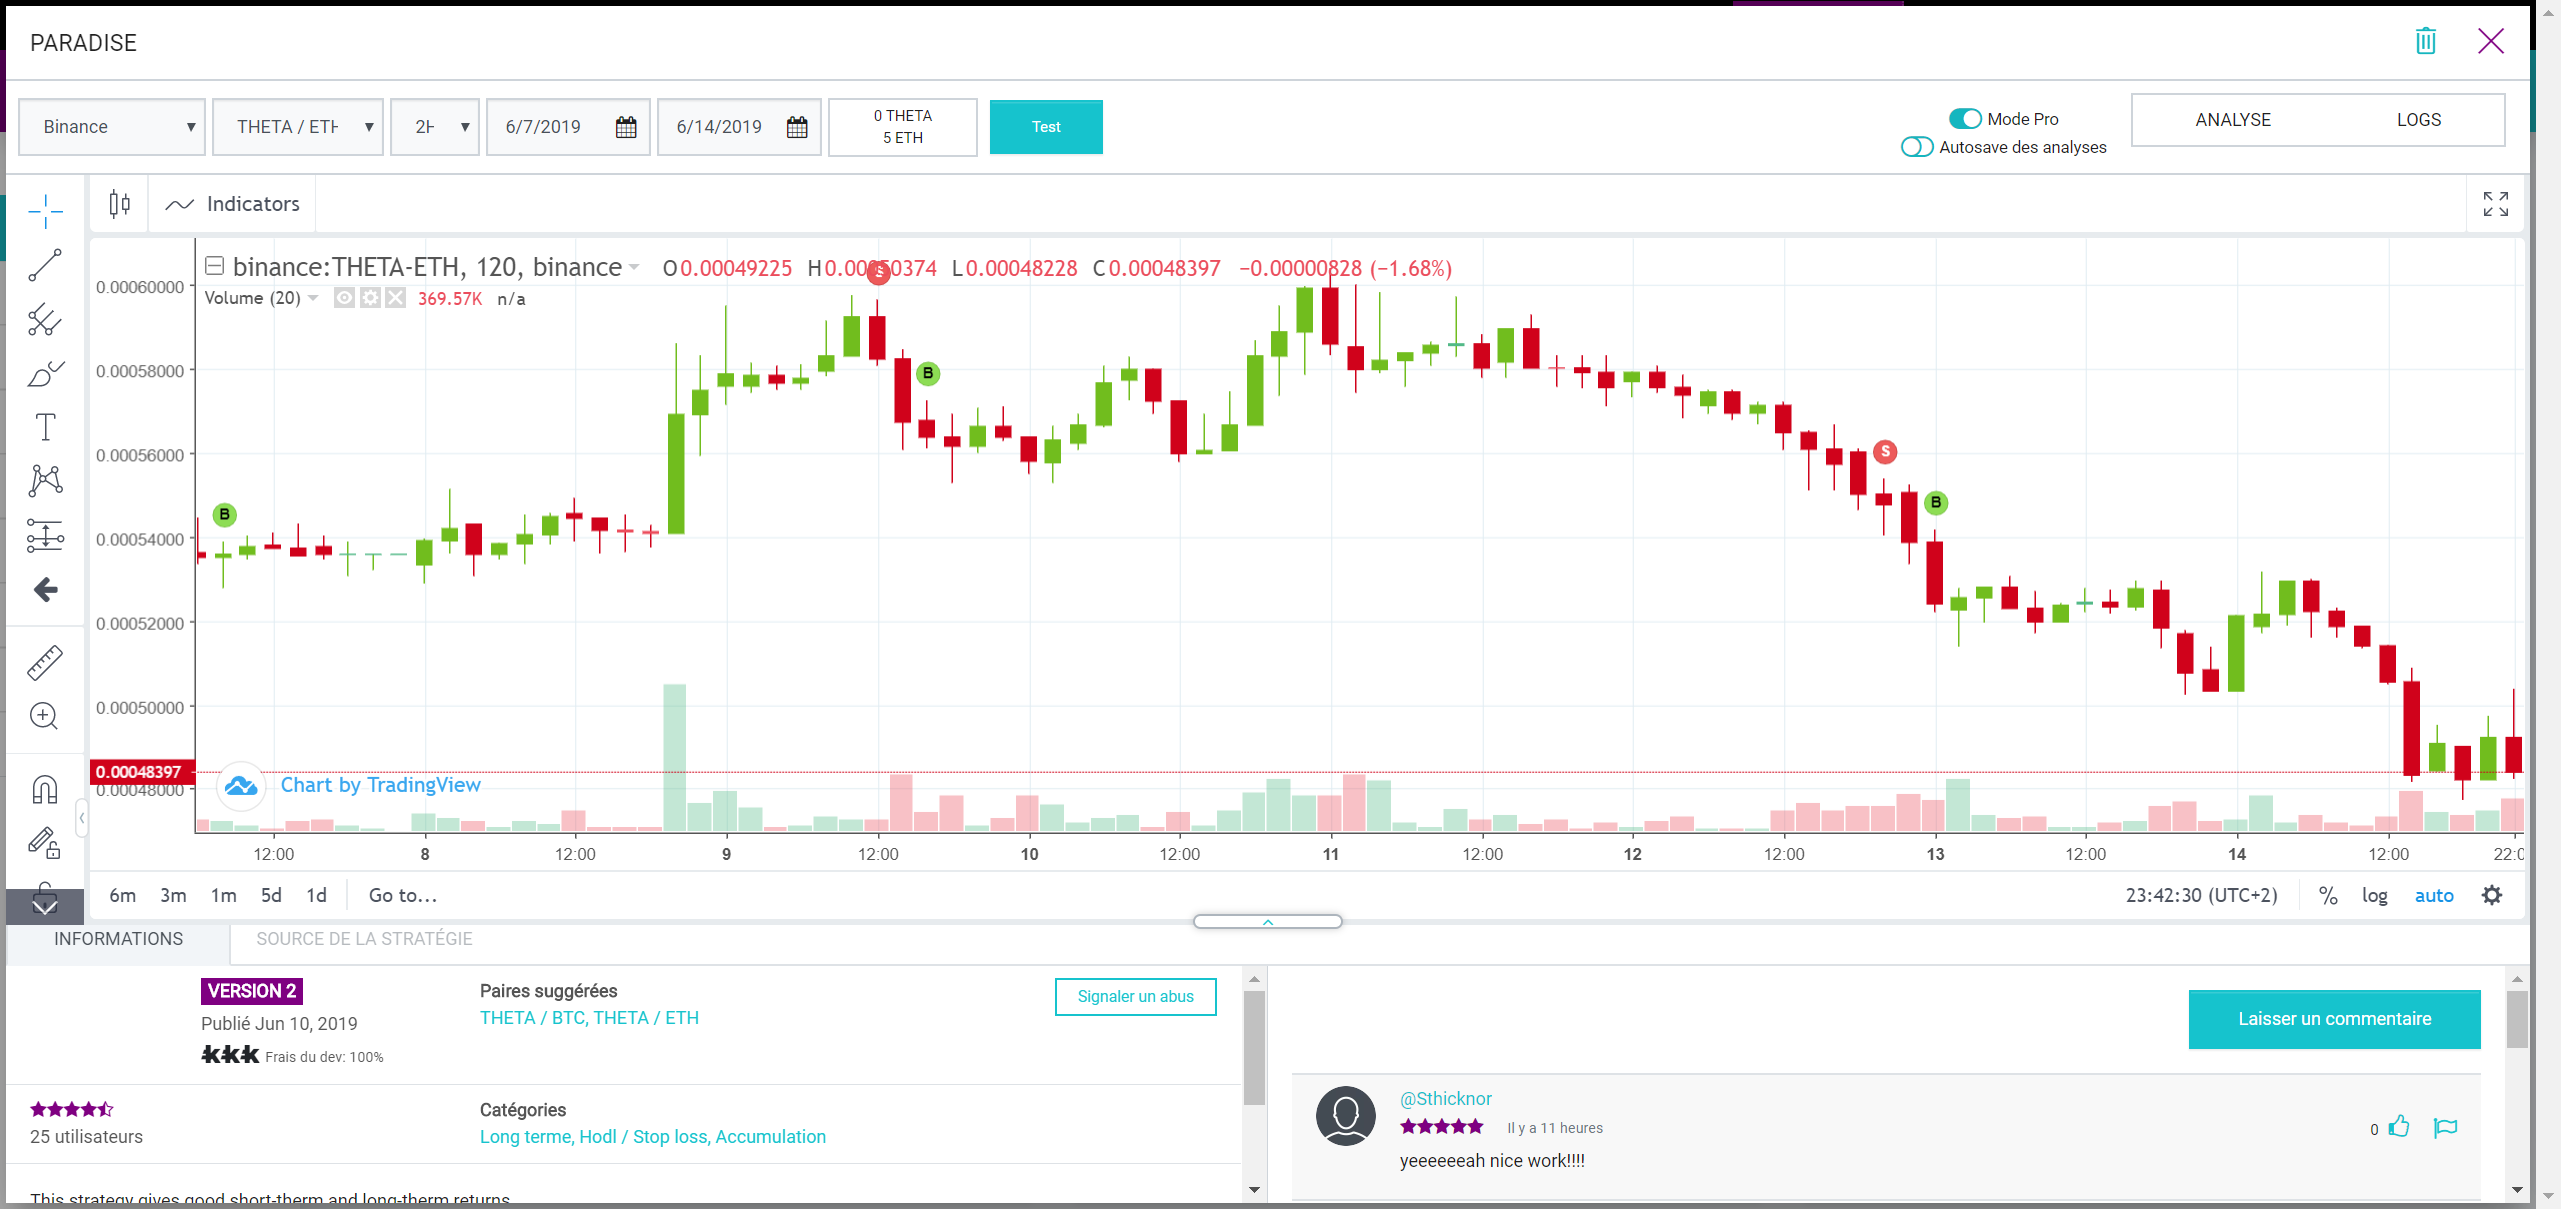 PARADISE
Binance
THETA / ETH
2H
6/7/2019
6/14/2019
0 THETA
5 ETH
Test
Mode Pro
Autosave des analyses
ANALYSE
LOGS
Indicators
binance:THETA-ETH, 120, binance O0.00049225 H0.00050374 L0.00048228 C0.00048397 −0.00000828 (−1.68%)
Volume (20) 369.57K n/a
S
B
B
S
B
0.00060000
0.00058000
0.00056000
0.00054000
0.00052000
0.00050000
0.00048397
0.00048000
Chart by TradingView
12:00 8 12:00 9 12:00 10 12:00 11 12:00 12 12:00 13 12:00 14 12:00 22:0
6m 3m 1m 5d 1d Go to...
23:42:30 (UTC+2) % log auto
INFORMATIONS
SOURCE DE LA STRATÉGIE
VERSION 2
Publié Jun 10, 2019
Frais du dev: 100%
Paires suggérées
THETA / BTC, THETA / ETH
Signaler un abus
25 utilisateurs
Catégories
Long terme, Hodl / Stop loss, Accumulation
This strategy gives good short-therm and long-therm returns
Laisser un commentaire
@Sthicknor
Il y a 11 heures
0
yeeeeeeah nice work!!!!